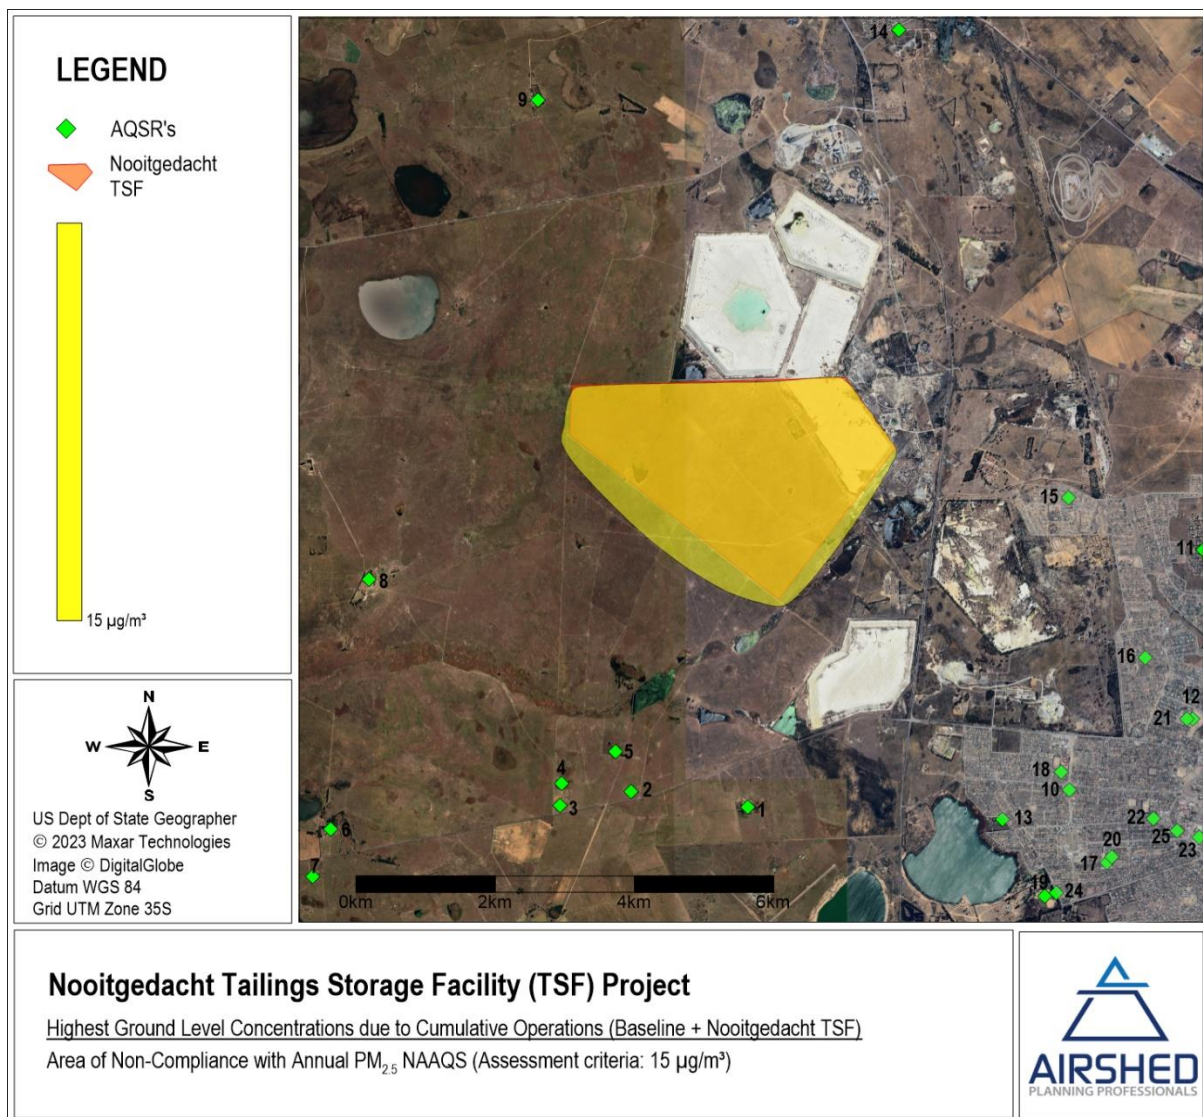 LEGEND
AQSR's
Nooitgedacht
TSF
15 µg/m³
N
W
E
S
US Dept of State Geographer
© 2023 Maxar Technologies
Image © DigitalGlobe
Datum WGS 84
Grid UTM Zone 35S
14
9
15
11
8
16
12
21
5
4
18
2
10
3
1
13
22
6
25
23
20
17
7
19
24
0km
2km
4km
6km
Nooitgedacht Tailings Storage Facility (TSF) Project
Highest Ground Level Concentrations due to Cumulative Operations (Baseline + Nooitgedacht TSF)
Area of Non-Compliance with Annual PM2.5 NAAQS (Assessment criteria: 15 µg/m³)
AIRSHED
PLANNING PROFESSIONALS